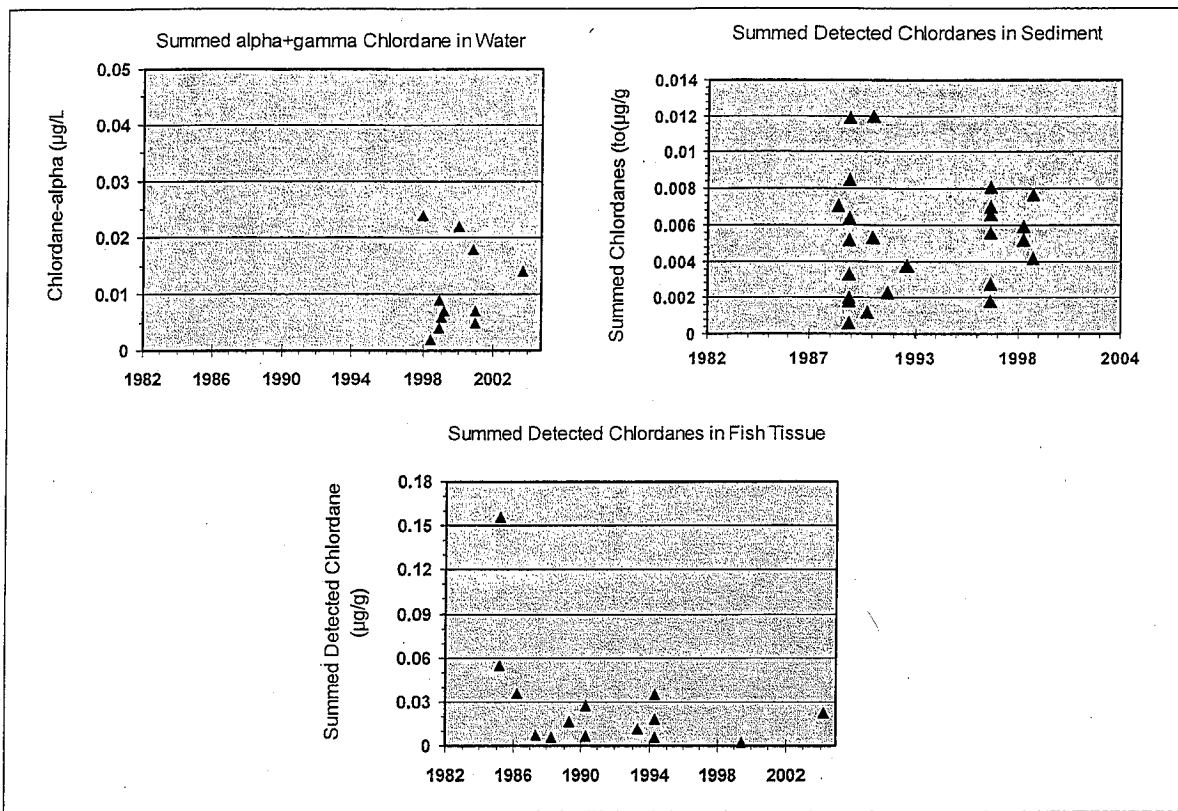 Summed alpha+gamma Chlordane in Water
Chlordane-alpha (µg/L
0.05
0.04
0.03
0.02
0.01
0
1982 1986 1990 1994 1998 2002
Summed Detected Chlordanes in Sediment
Summed Chlordanes (to(µg/g
0.014
0.012
0.01
0.008
0.006
0.004
0.002
0
1982 1987 1993 1998 2004
Summed Detected Chlordanes in Fish Tissue
Summed Detected Chlordane
(µg/g)
0.18
0.15
0.12
0.09
0.06
0.03
0
1982 1986 1990 1994 1998 2002